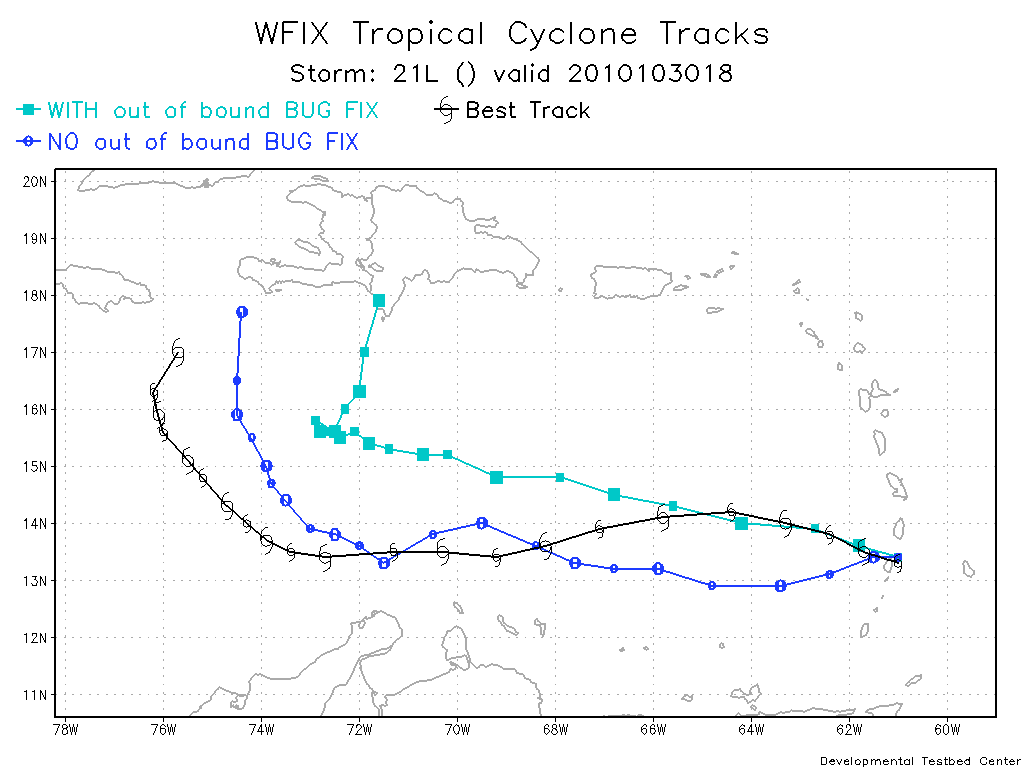 WFIX Tropical Cyclone Tracks
Storm: 21L () valid 2010103018
WITH out of bound BUG FIX
Best Track
NO out of bound BUG FIX
20N
19N
18N
17N
16N
15N
14N
13N
12N
11N
78W 76W 74W 72W 70W 68W 66W 64W 62W 60W
Developmental Testbed Center